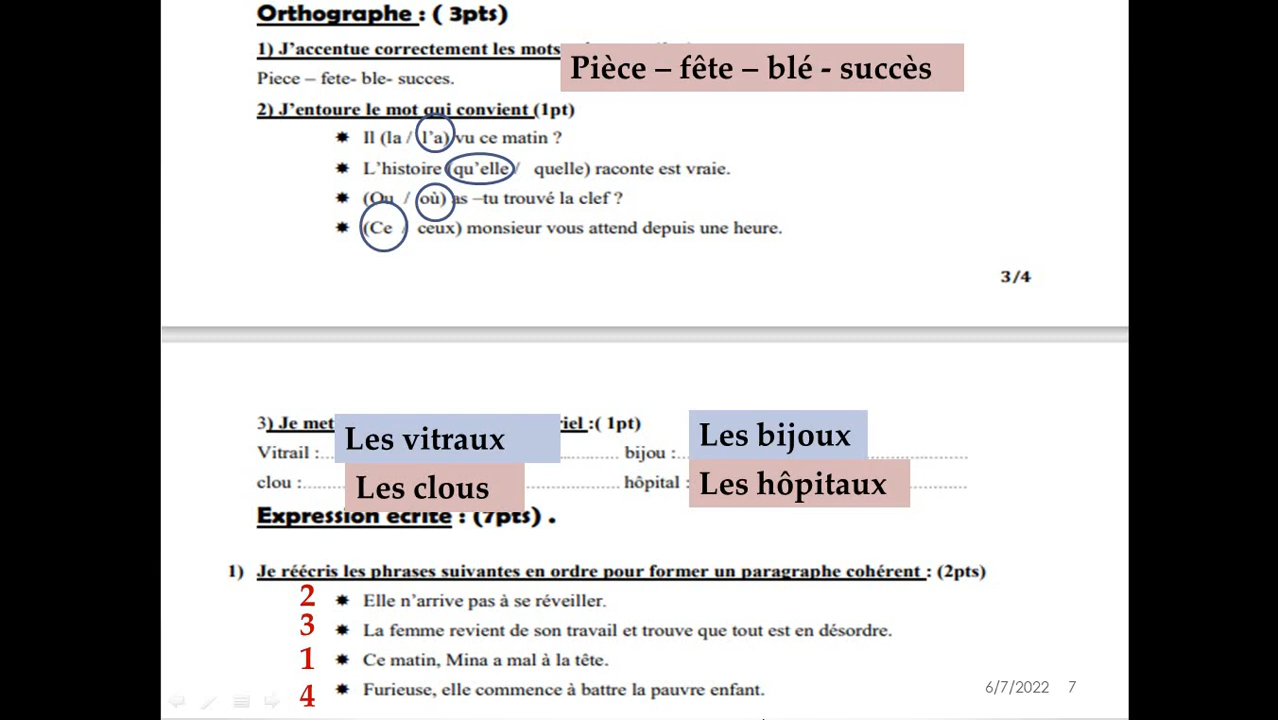 Orthographe : ( 3pts)
1) J'accentue correctement les mots
Pièce – fête – blé - succès
Piece – fete- ble- succes.
2) J'entoure le mot qui convient (1pt)
✱ Il (la / l'a) vu ce matin ?
✱ L'histoire (qu'elle / quelle) raconte est vraie.
✱ (Ou / où) as –tu trouvé la clef ?
✱ (Ce / ceux) monsieur vous attend depuis une heure.
3/4
3) Je met riel :( 1pt)
Les vitraux Les bijoux
Vitrail :........ bijou :........
clou :........ hôpital :........
Les clous Les hôpitaux
Expression écrite : (7pts) .
1) Je réécris les phrases suivantes en ordre pour former un paragraphe cohérent : (2pts)
2 ✱ Elle n'arrive pas à se réveiller.
3 ✱ La femme revient de son travail et trouve que tout est en désordre.
1 ✱ Ce matin, Mina a mal à la tête.
4 ✱ Furieuse, elle commence à battre la pauvre enfant.
6/7/2022 7